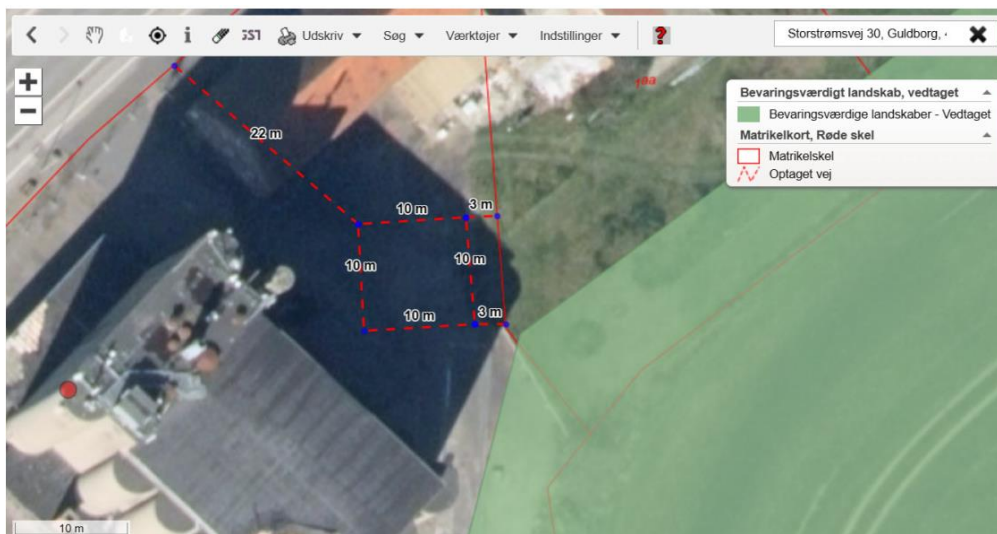 Udskriv Søg Værktøjer Indstillinger ? Storstrømsvej 30, Guldborg, 4
Bevaringsværdigt landskab, vedtaget
Bevaringsværdige landskaber - Vedtaget
Matrikelkort, Røde skel
Matrikelskel
Optaget vej
22 m
10 m 3 m
10 m 10 m
10 m 3 m
10 m